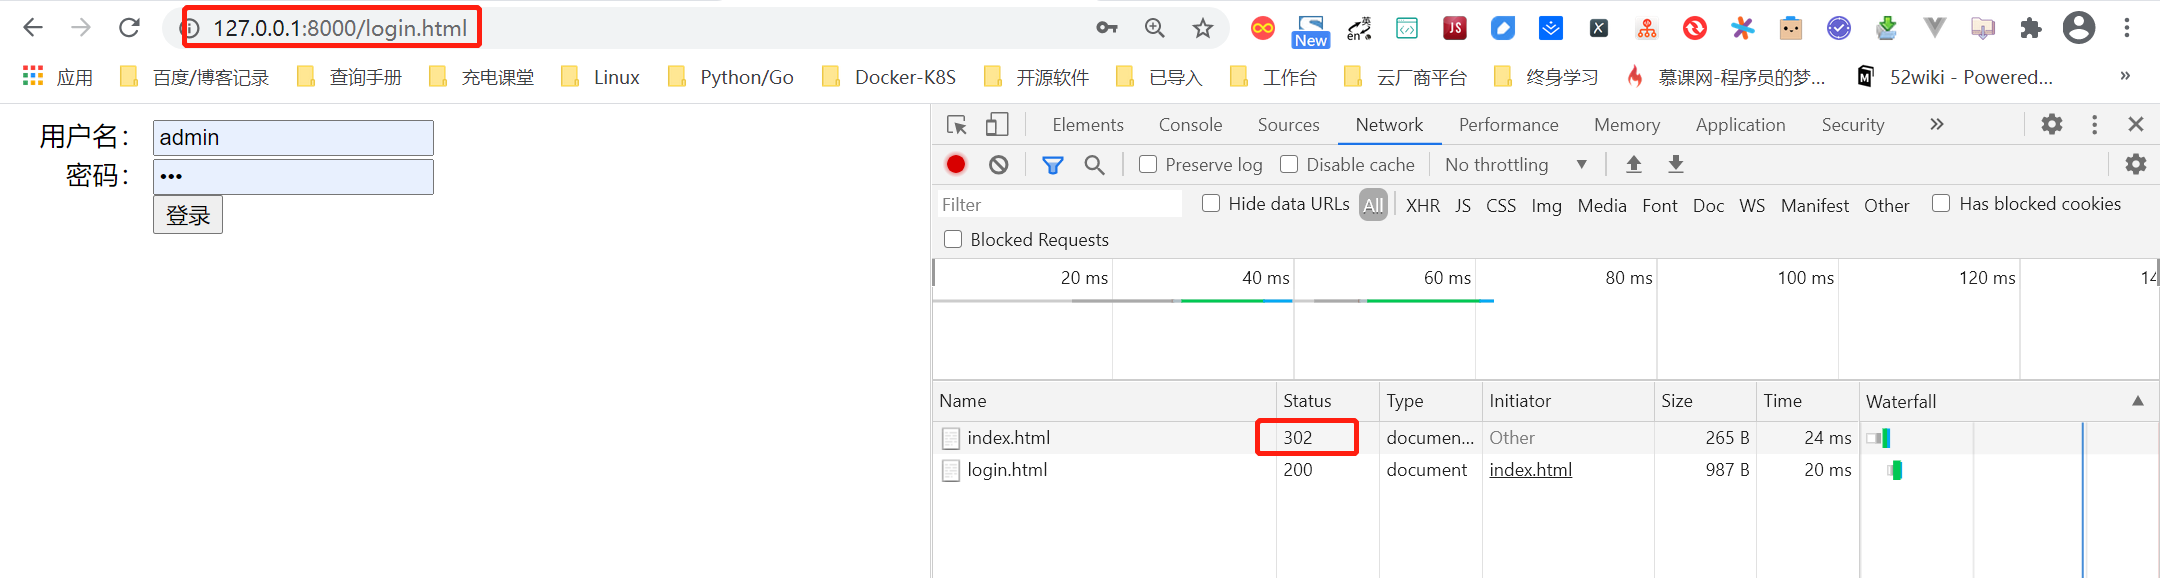 127.0.0.1:8000/login.html
英
en
JS
X
New
应用 百度/博客记录 查询手册 充电课堂 Linux Python/Go Docker-K8S 开源软件 已导入 工作台 云厂商平台 终身学习 慕课网-程序员的梦... M 52wiki - Powered... »
用户名： admin
密码： •••
登录
Elements Console Sources Network Performance Memory Application Security »
Preserve log Disable cache No throttling ▼
Filter Hide data URLs All XHR JS CSS Img Media Font Doc WS Manifest Other Has blocked cookies
Blocked Requests
20 ms 40 ms 60 ms 80 ms 100 ms 120 ms 14
Name Status Type Initiator Size Time Waterfall ▲
index.html 302 documen... Other 265 B 24 ms
login.html 200 document index.html 987 B 20 ms